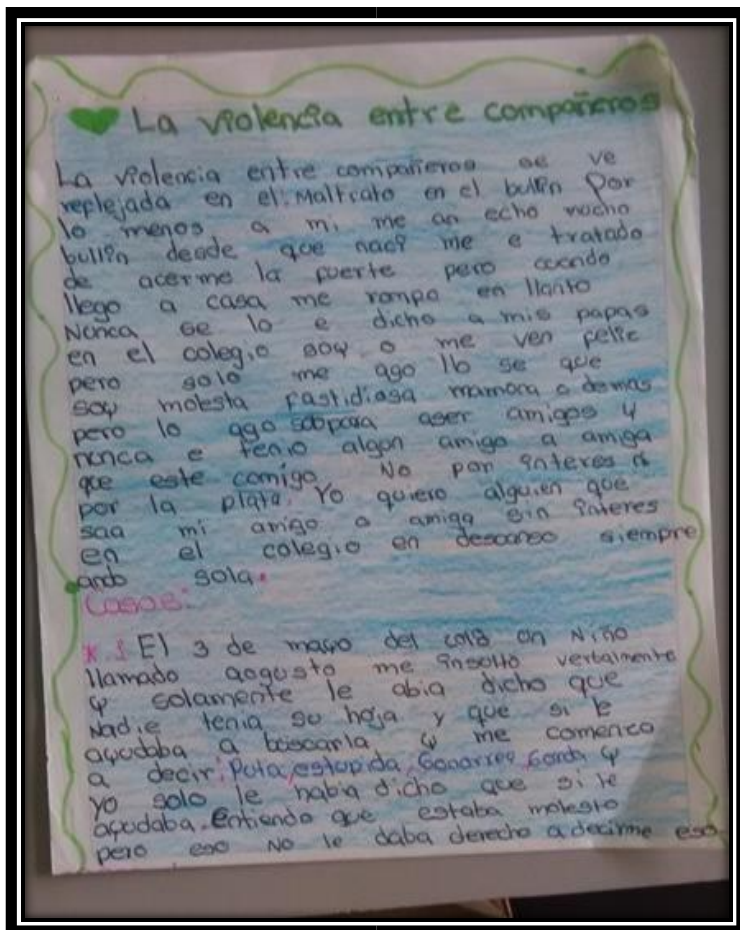 La violencia entre compañeros
La violencia entre compañeros se ve
replejada en el: Maltrato en el bullin por
lo menos a mi me an echo mucho
bullin desde que naci me e tratado
de acerme la fuerte pero cuando
llego a casa me rompo en llanto
Nunca se lo e dicho a mis papas
en el colegio soy o me ven felic
pero solo me ago lo se que
soy molesta fastidiosa mamona o demas
pero lo ago solo para aser amigos y
nunca e tenio algun amigo a amiga
que este comigo No por interes o
por la plata. Yo quiero alguien que
saa mi amigo o amiga sin interes
en el colegio en descanso siempre
ando sola.
Casos:
*1 El 3 de mayo del un Niño
llamado augusto me insulto verbalmente
y solamente le abia dicho que
Nadie tenia su hoja y que si le
ayudaba a buscarla y me comenco
a decir: Puta, estupida, Gonorrea, Gorda y
yo solo le habia dicho que si le
ayudaba. Entiendo que estaba molesto
pero eso No le daba derecho a decirme eso